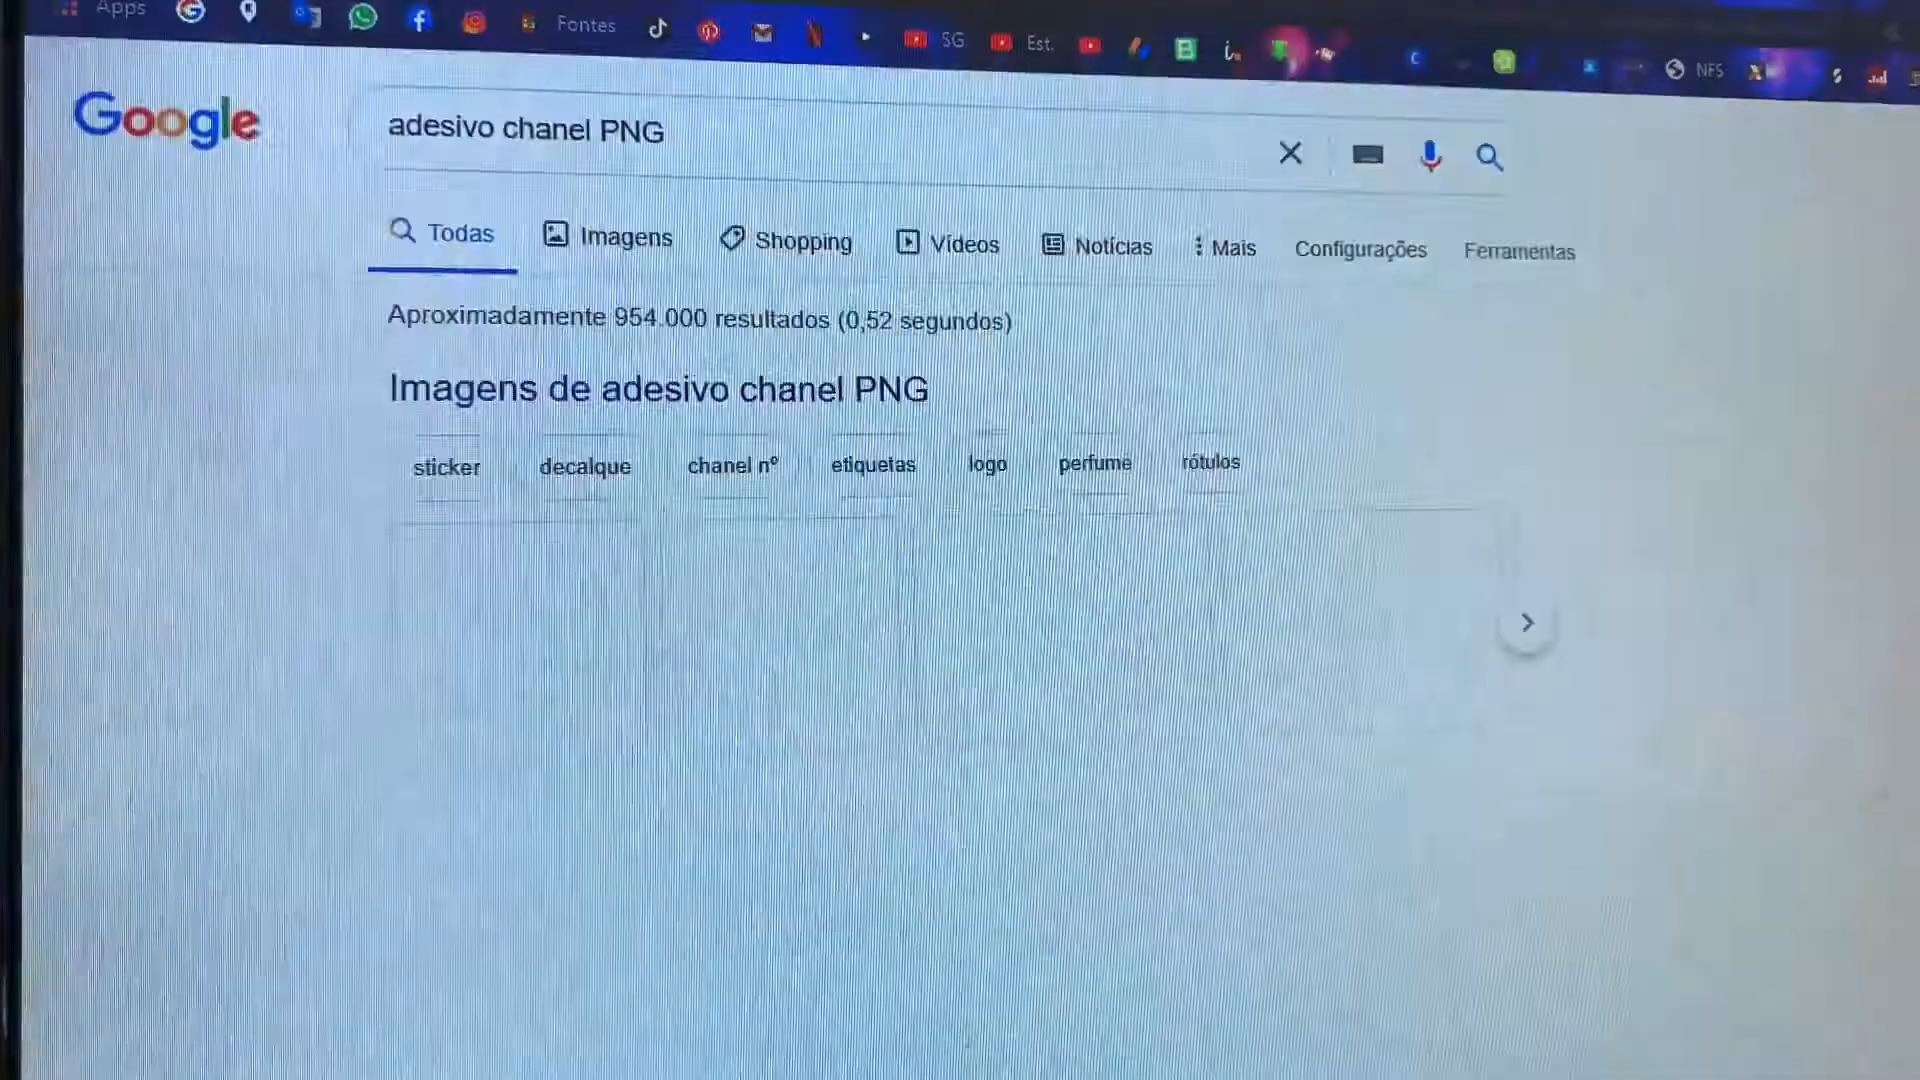 Apps
Fontes
SG
Est.
NFS
Google
adesivo chanel PNG
Todas
Imagens
Shopping
Vídeos
Notícias
Mais
Configurações
Ferramentas
Aproximadamente 954.000 resultados (0,52 segundos)
Imagens de adesivo chanel PNG
sticker
decalque
chanel nº
etiquetas
logo
perfume
rótulos